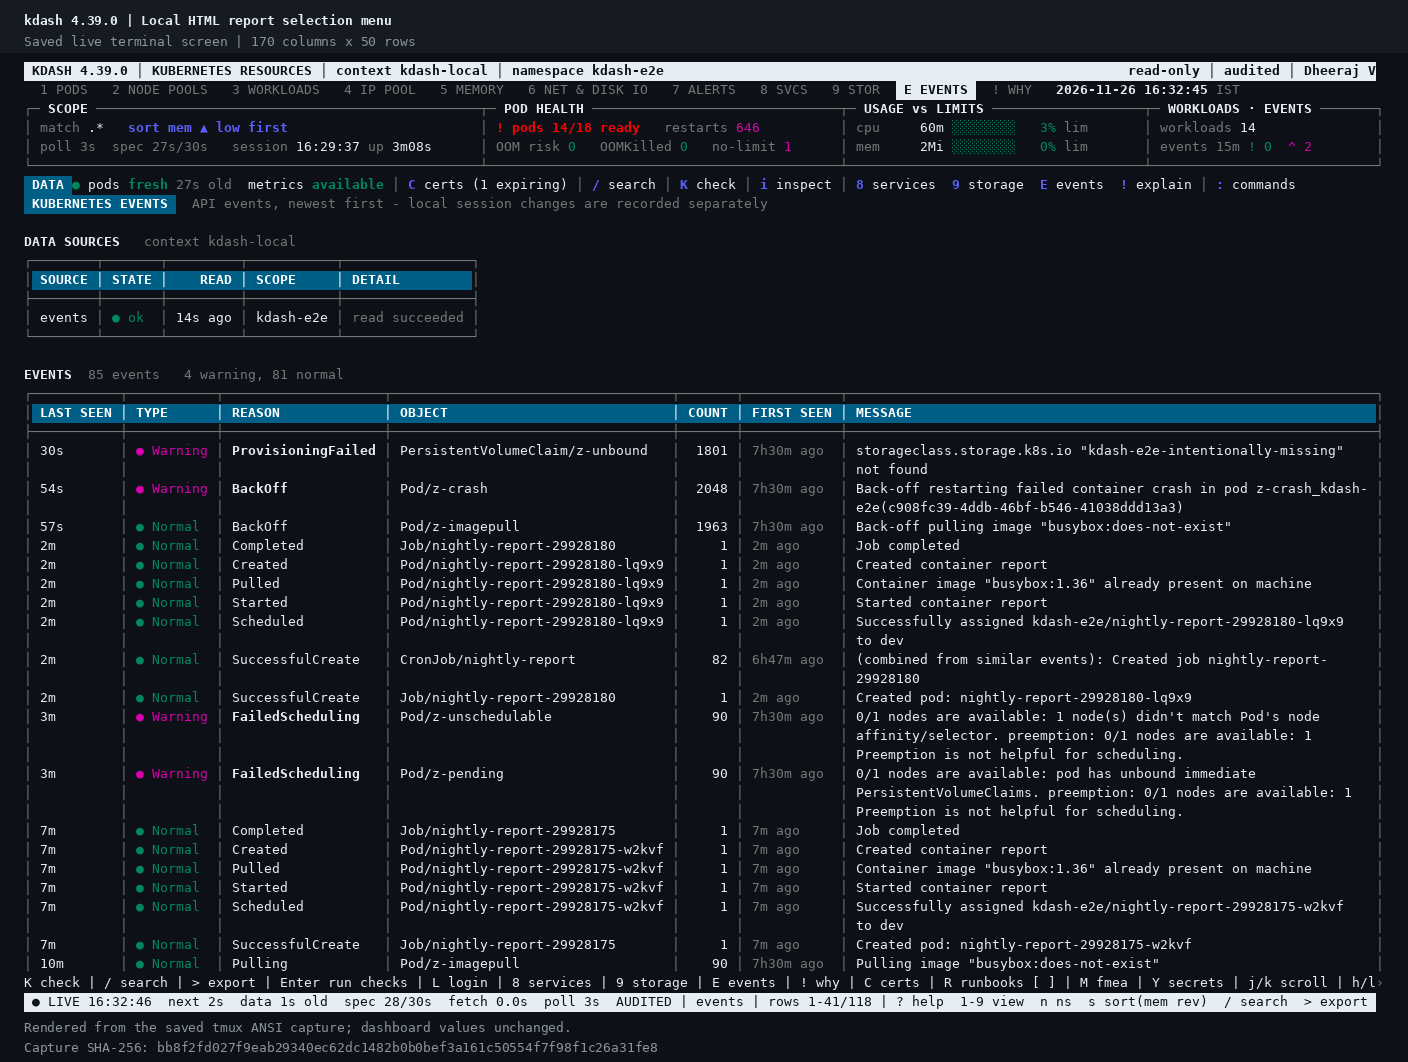 kdash 4.39.0 | Local HTML report selection menu
Saved live terminal screen | 170 columns x 50 rows
KDASH 4.39.0 │ KUBERNETES RESOURCES │ context kdash-local │ namespace kdash-e2e read-only │ audited │ Dheeraj V
1 PODS 2 NODE POOLS 3 WORKLOADS 4 IP POOL 5 MEMORY 6 NET & DISK IO 7 ALERTS 8 SVCS 9 STOR E EVENTS ! WHY 2026-11-26 16:32:45 IST
SCOPE POD HEALTH USAGE vs LIMITS WORKLOADS · EVENTS
│ match .* sort mem ▲ low first │ ! pods 14/18 ready restarts 646 │ cpu 60m ░░░░░░░░ 3% lim │ workloads 14 │
│ poll 3s spec 27s/30s session 16:29:37 up 3m08s │ OOM risk 0 OOMKilled 0 no-limit 1 │ mem 2Mi ░░░░░░░░ 0% lim │ events 15m ! 0 ^ 2 │
DATA ● pods fresh 27s old metrics available │ C certs (1 expiring) │ / search │ K check │ i inspect │ 8 services 9 storage E events ! explain │ : commands
KUBERNETES EVENTS API events, newest first - local session changes are recorded separately
DATA SOURCES context kdash-local
│ SOURCE │ STATE │ READ │ SCOPE │ DETAIL │
│ events │ ● ok │ 14s ago │ kdash-e2e │ read succeeded │
EVENTS 85 events 4 warning, 81 normal
│ LAST SEEN │ TYPE │ REASON │ OBJECT │ COUNT │ FIRST SEEN │ MESSAGE │
│ 30s │ ● Warning │ ProvisioningFailed │ PersistentVolumeClaim/z-unbound │ 1801 │ 7h30m ago │ storageclass.storage.k8s.io "kdash-e2e-intentionally-missing" │
│ │ │ │ │ │ │ not found │
│ 54s │ ● Warning │ BackOff │ Pod/z-crash │ 2048 │ 7h30m ago │ Back-off restarting failed container crash in pod z-crash_kdash- │
│ │ │ │ │ │ │ e2e(c908fc39-4ddb-46bf-b546-41038ddd13a3) │
│ 57s │ ● Normal │ BackOff │ Pod/z-imagepull │ 1963 │ 7h30m ago │ Back-off pulling image "busybox:does-not-exist" │
│ 2m │ ● Normal │ Completed │ Job/nightly-report-29928180 │ 1 │ 2m ago │ Job completed │
│ 2m │ ● Normal │ Created │ Pod/nightly-report-29928180-lq9x9 │ 1 │ 2m ago │ Created container report │
│ 2m │ ● Normal │ Pulled │ Pod/nightly-report-29928180-lq9x9 │ 1 │ 2m ago │ Container image "busybox:1.36" already present on machine │
│ 2m │ ● Normal │ Started │ Pod/nightly-report-29928180-lq9x9 │ 1 │ 2m ago │ Started container report │
│ 2m │ ● Normal │ Scheduled │ Pod/nightly-report-29928180-lq9x9 │ 1 │ 2m ago │ Successfully assigned kdash-e2e/nightly-report-29928180-lq9x9 │
│ │ │ │ │ │ │ to dev │
│ 2m │ ● Normal │ SuccessfulCreate │ CronJob/nightly-report │ 82 │ 6h47m ago │ (combined from similar events): Created job nightly-report- │
│ │ │ │ │ │ │ 29928180 │
│ 2m │ ● Normal │ SuccessfulCreate │ Job/nightly-report-29928180 │ 1 │ 2m ago │ Created pod: nightly-report-29928180-lq9x9 │
│ 3m │ ● Warning │ FailedScheduling │ Pod/z-unschedulable │ 90 │ 7h30m ago │ 0/1 nodes are available: 1 node(s) didn't match Pod's node │
│ │ │ │ │ │ │ affinity/selector. preemption: 0/1 nodes are available: 1 │
│ │ │ │ │ │ │ Preemption is not helpful for scheduling. │
│ 3m │ ● Warning │ FailedScheduling │ Pod/z-pending │ 90 │ 7h30m ago │ 0/1 nodes are available: pod has unbound immediate │
│ │ │ │ │ │ │ PersistentVolumeClaims. preemption: 0/1 nodes are available: 1 │
│ │ │ │ │ │ │ Preemption is not helpful for scheduling. │
│ 7m │ ● Normal │ Completed │ Job/nightly-report-29928175 │ 1 │ 7m ago │ Job completed │
│ 7m │ ● Normal │ Created │ Pod/nightly-report-29928175-w2kvf │ 1 │ 7m ago │ Created container report │
│ 7m │ ● Normal │ Pulled │ Pod/nightly-report-29928175-w2kvf │ 1 │ 7m ago │ Container image "busybox:1.36" already present on machine │
│ 7m │ ● Normal │ Started │ Pod/nightly-report-29928175-w2kvf │ 1 │ 7m ago │ Started container report │
│ 7m │ ● Normal │ Scheduled │ Pod/nightly-report-29928175-w2kvf │ 1 │ 7m ago │ Successfully assigned kdash-e2e/nightly-report-29928175-w2kvf │
│ │ │ │ │ │ │ to dev │
│ 7m │ ● Normal │ SuccessfulCreate │ Job/nightly-report-29928175 │ 1 │ 7m ago │ Created pod: nightly-report-29928175-w2kvf │
│ 10m │ ● Normal │ Pulling │ Pod/z-imagepull │ 90 │ 7h30m ago │ Pulling image "busybox:does-not-exist" │
K check | / search | > export | Enter run checks | L login | 8 services | 9 storage | E events | ! why | C certs | R runbooks [ ] | M fmea | Y secrets | j/k scroll | h/l›
● LIVE 16:32:46 next 2s data 1s old spec 28/30s fetch 0.0s poll 3s AUDITED | events | rows 1-41/118 | ? help 1-9 view n ns s sort(mem rev) / search > export
Rendered from the saved tmux ANSI capture; dashboard values unchanged.
Capture SHA-256: bb8f2fd027f9eab29340ec62dc1482b0b0bef3a161c50554f7f98f1c26a31fe8